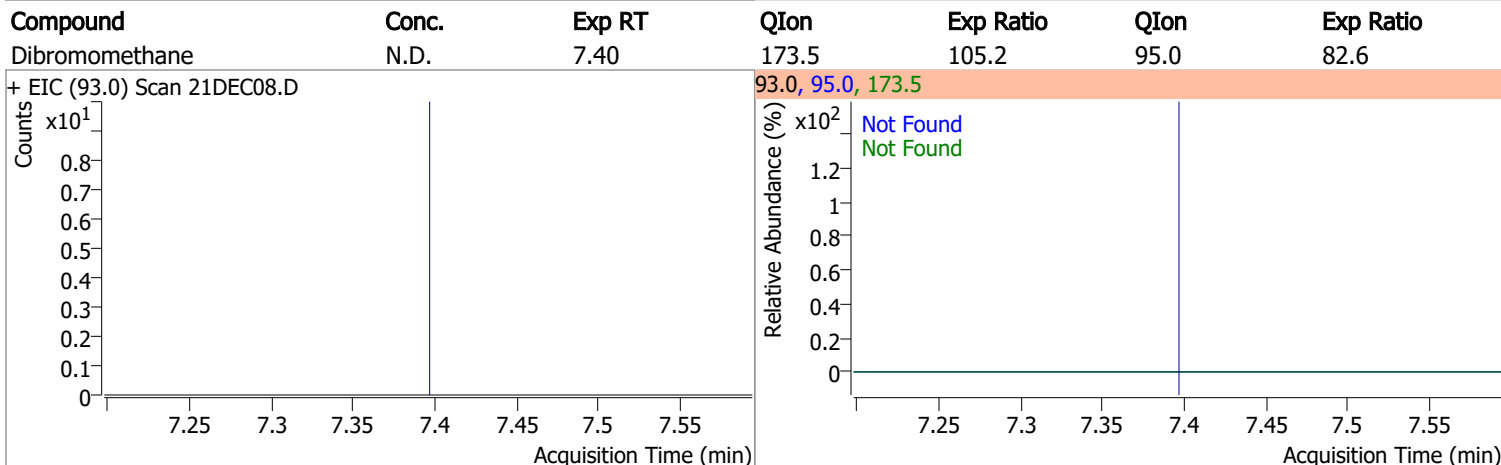 Compound Conc. Exp RT QIon Exp Ratio QIon Exp Ratio
Dibromomethane N.D. 7.40 173.5 105.2 95.0 82.6
+ EIC (93.0) Scan 21DEC08.D
Counts
x10¹
0.8
0.7
0.6
0.5
0.4
0.3
0.2
0.1
0
7.25 7.3 7.35 7.4 7.45 7.5 7.55
Acquisition Time (min)
93.0, 95.0, 173.5
Relative Abundance (%)
x10²
Not Found
Not Found
1.2
1
0.8
0.6
0.4
0.2
0
7.25 7.3 7.35 7.4 7.45 7.5 7.55
Acquisition Time (min)